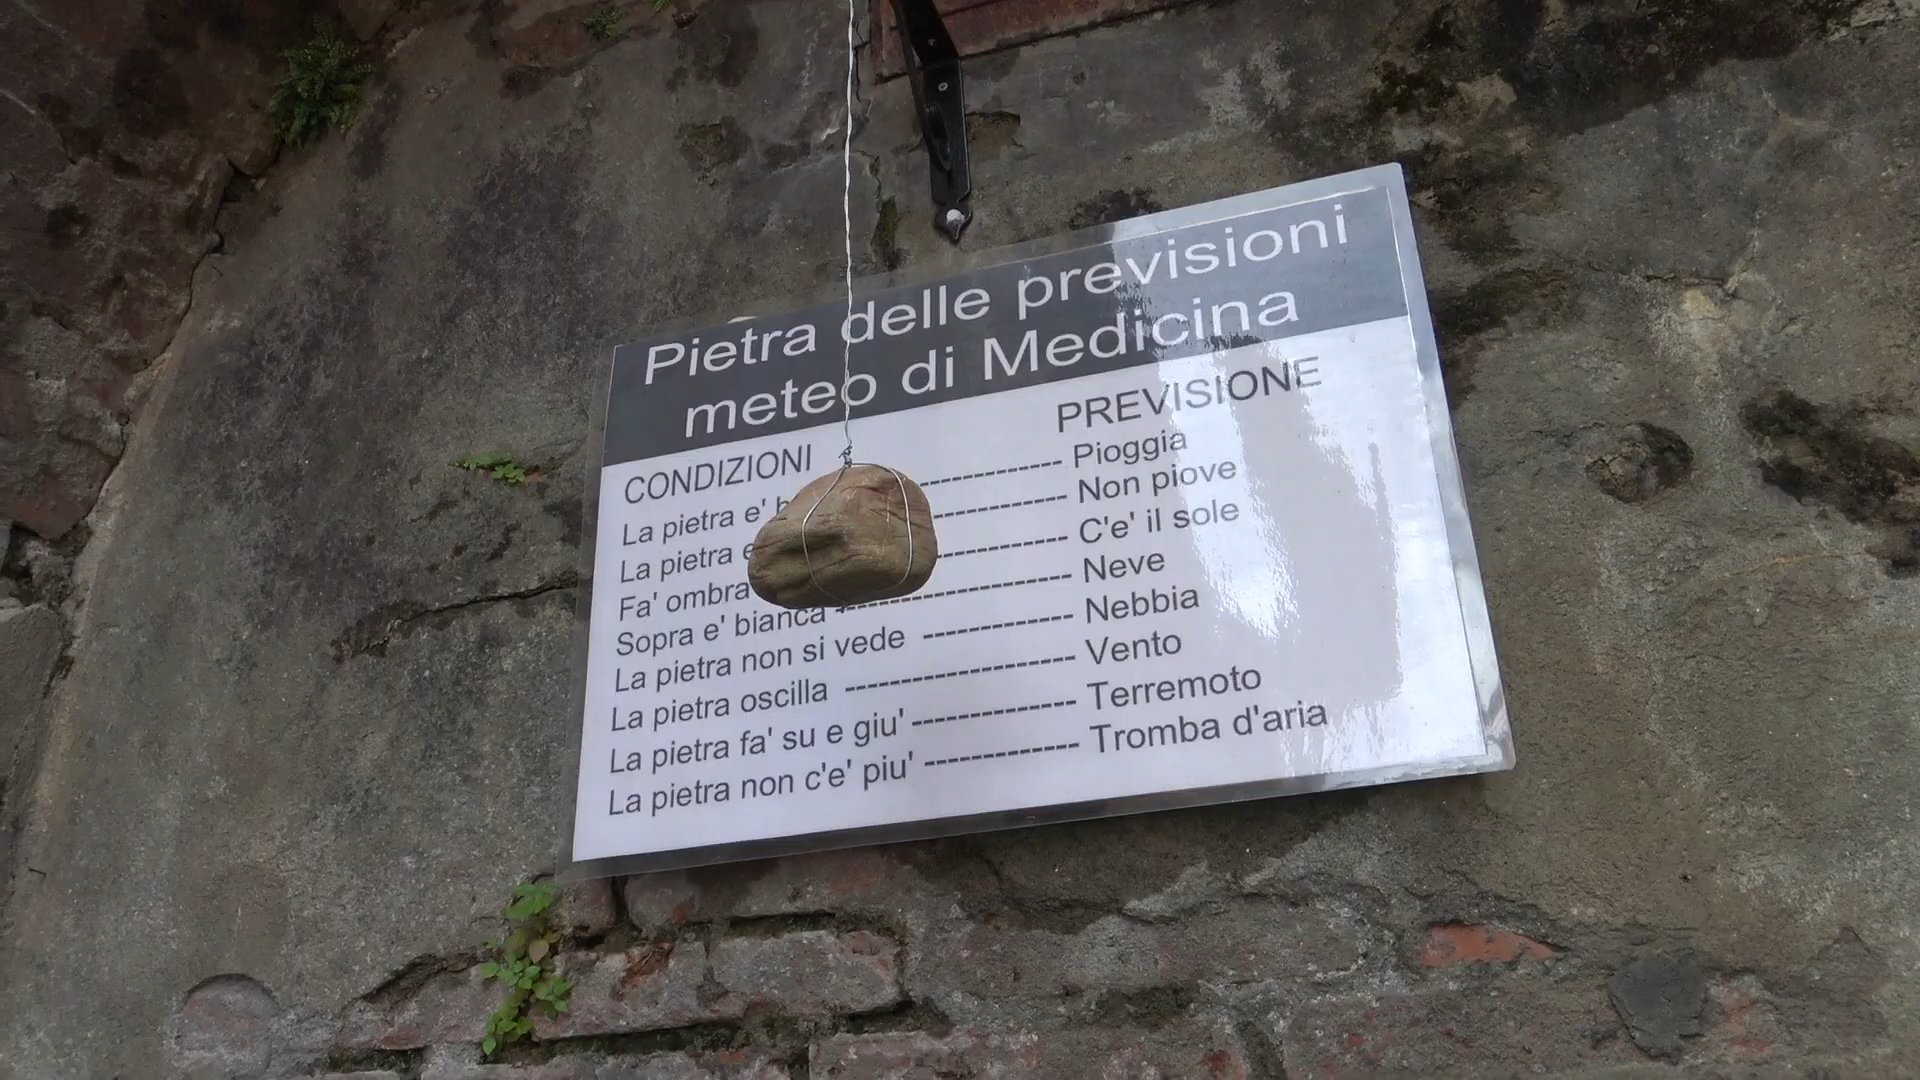 Pietra delle previsioni
meteo di Medicina
CONDIZIONI PREVISIONE
La pietra e' ---------- Pioggia
La pietra ---------- Non piove
Fa' ombra ---------- C'e' il sole
Sopra e' bianca ----------------- Neve
La pietra non si vede ----------- Nebbia
La pietra oscilla ----------------- Vento
La pietra fa' su e giu' ------------ Terremoto
La pietra non c'e' piu' ----------- Tromba d'aria